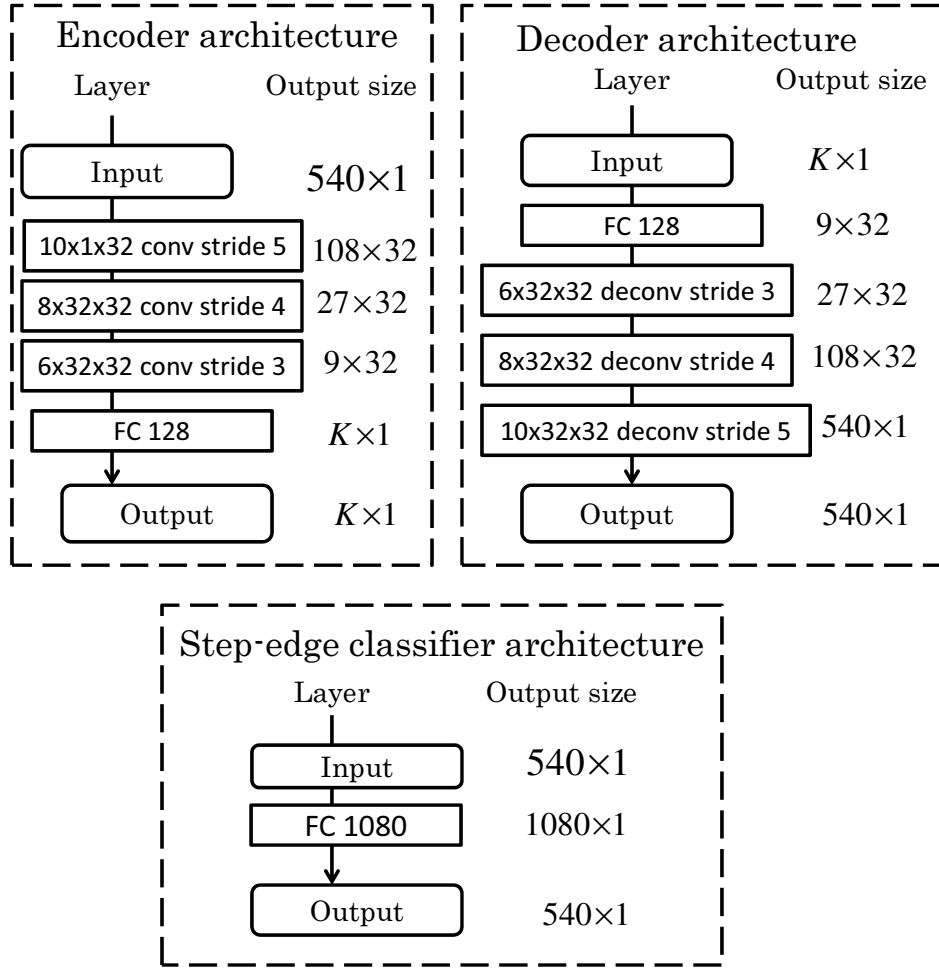 Encoder architecture
Layer Output size
Input 540×1
10x1x32 conv stride 5 108×32
8x32x32 conv stride 4 27×32
6x32x32 conv stride 3 9×32
FC 128 K×1
Output K×1
Decoder architecture
Layer Output size
Input K×1
FC 128 9×32
6x32x32 deconv stride 3 27×32
8x32x32 deconv stride 4 108×32
10x32x32 deconv stride 5 540×1
Output 540×1
Step-edge classifier architecture
Layer Output size
Input 540×1
FC 1080 1080×1
Output 540×1